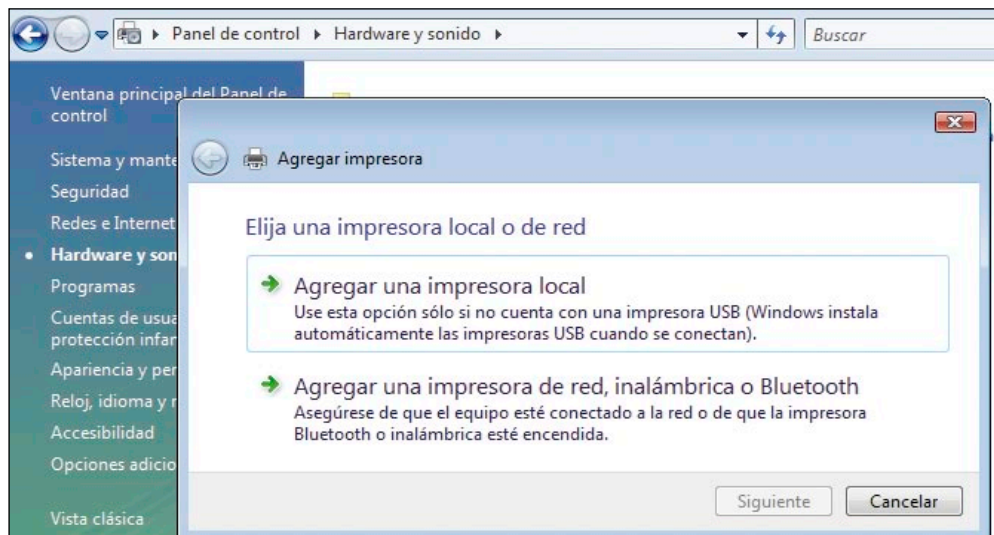 Panel de control Hardware y sonido Buscar
Ventana principal del Panel de
control
Sistema y mante
Seguridad
Redes e Internet
Hardware y son
Programas
Cuentas de usua
protección infan
Apariencia y per
Reloj, idioma y r
Accesibilidad
Opciones adicio
Vista clásica
Agregar impresora
Elija una impresora local o de red
Agregar una impresora local
Use esta opción sólo si no cuenta con una impresora USB (Windows instala
automáticamente las impresoras USB cuando se conectan).
Agregar una impresora de red, inalámbrica o Bluetooth
Asegúrese de que el equipo esté conectado a la red o de que la impresora
Bluetooth o inalámbrica esté encendida.
Siguiente Cancelar